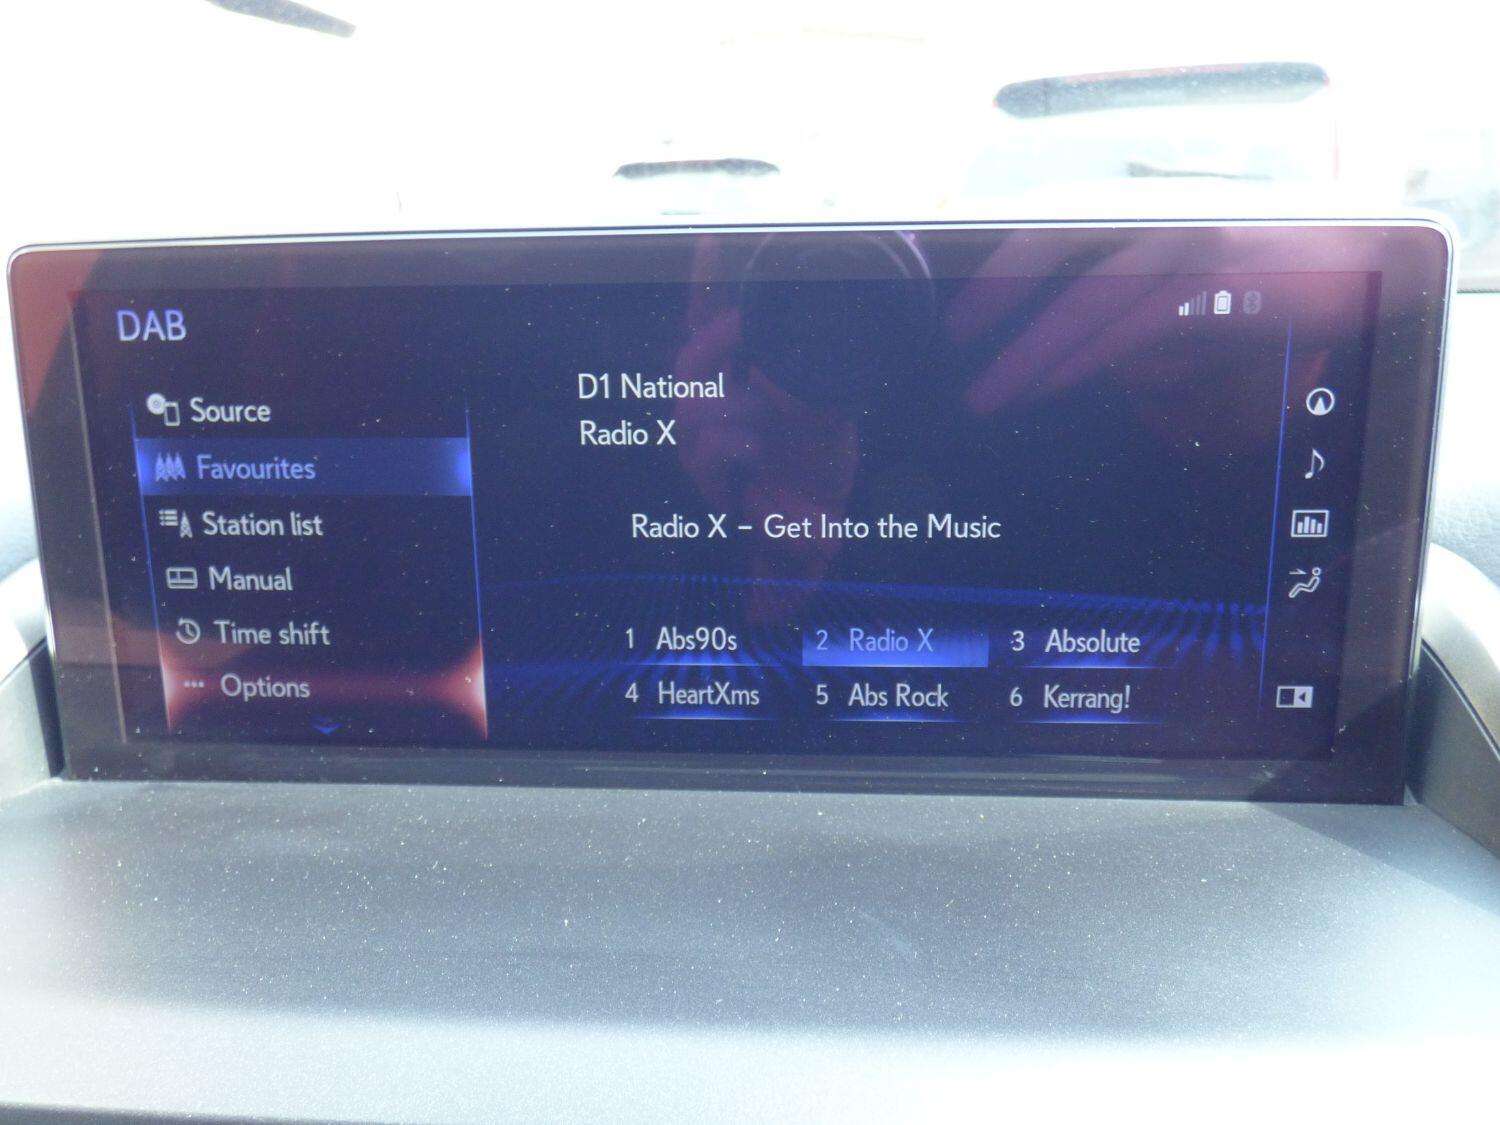 DAB
Source
Favourites
Station list
Manual
Time shift
Options
D1 National
Radio X
Radio X – Get Into the Music
1 Abs90s
2 Radio X
3 Absolute
4 HeartXms
5 Abs Rock
6 Kerrang!